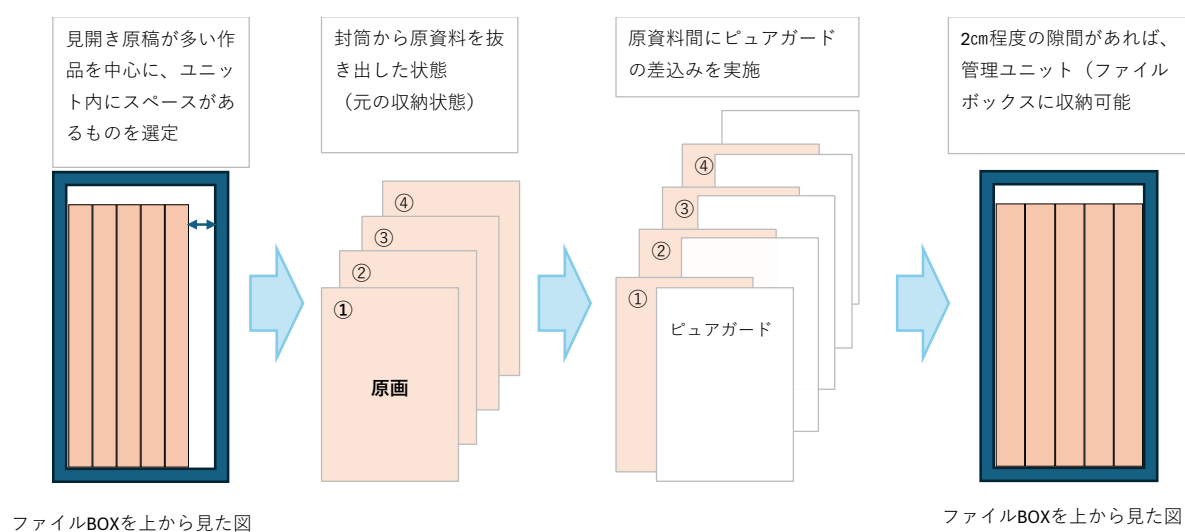 見開き原稿が多い作
品を中心に、ユニッ
ト内にスペースがあ
るものを選定
封筒から原資料を抜
き出した状態
（元の収納状態）
原資料間にピュアガード
の差込みを実施
2㎝程度の隙間があれば、
管理ユニット（ファイル
ボックスに収納可能
④
③
②
①
原画
④
③
②
①
ピュアガード
ファイルBOXを上から見た図
ファイルBOXを上から見た図